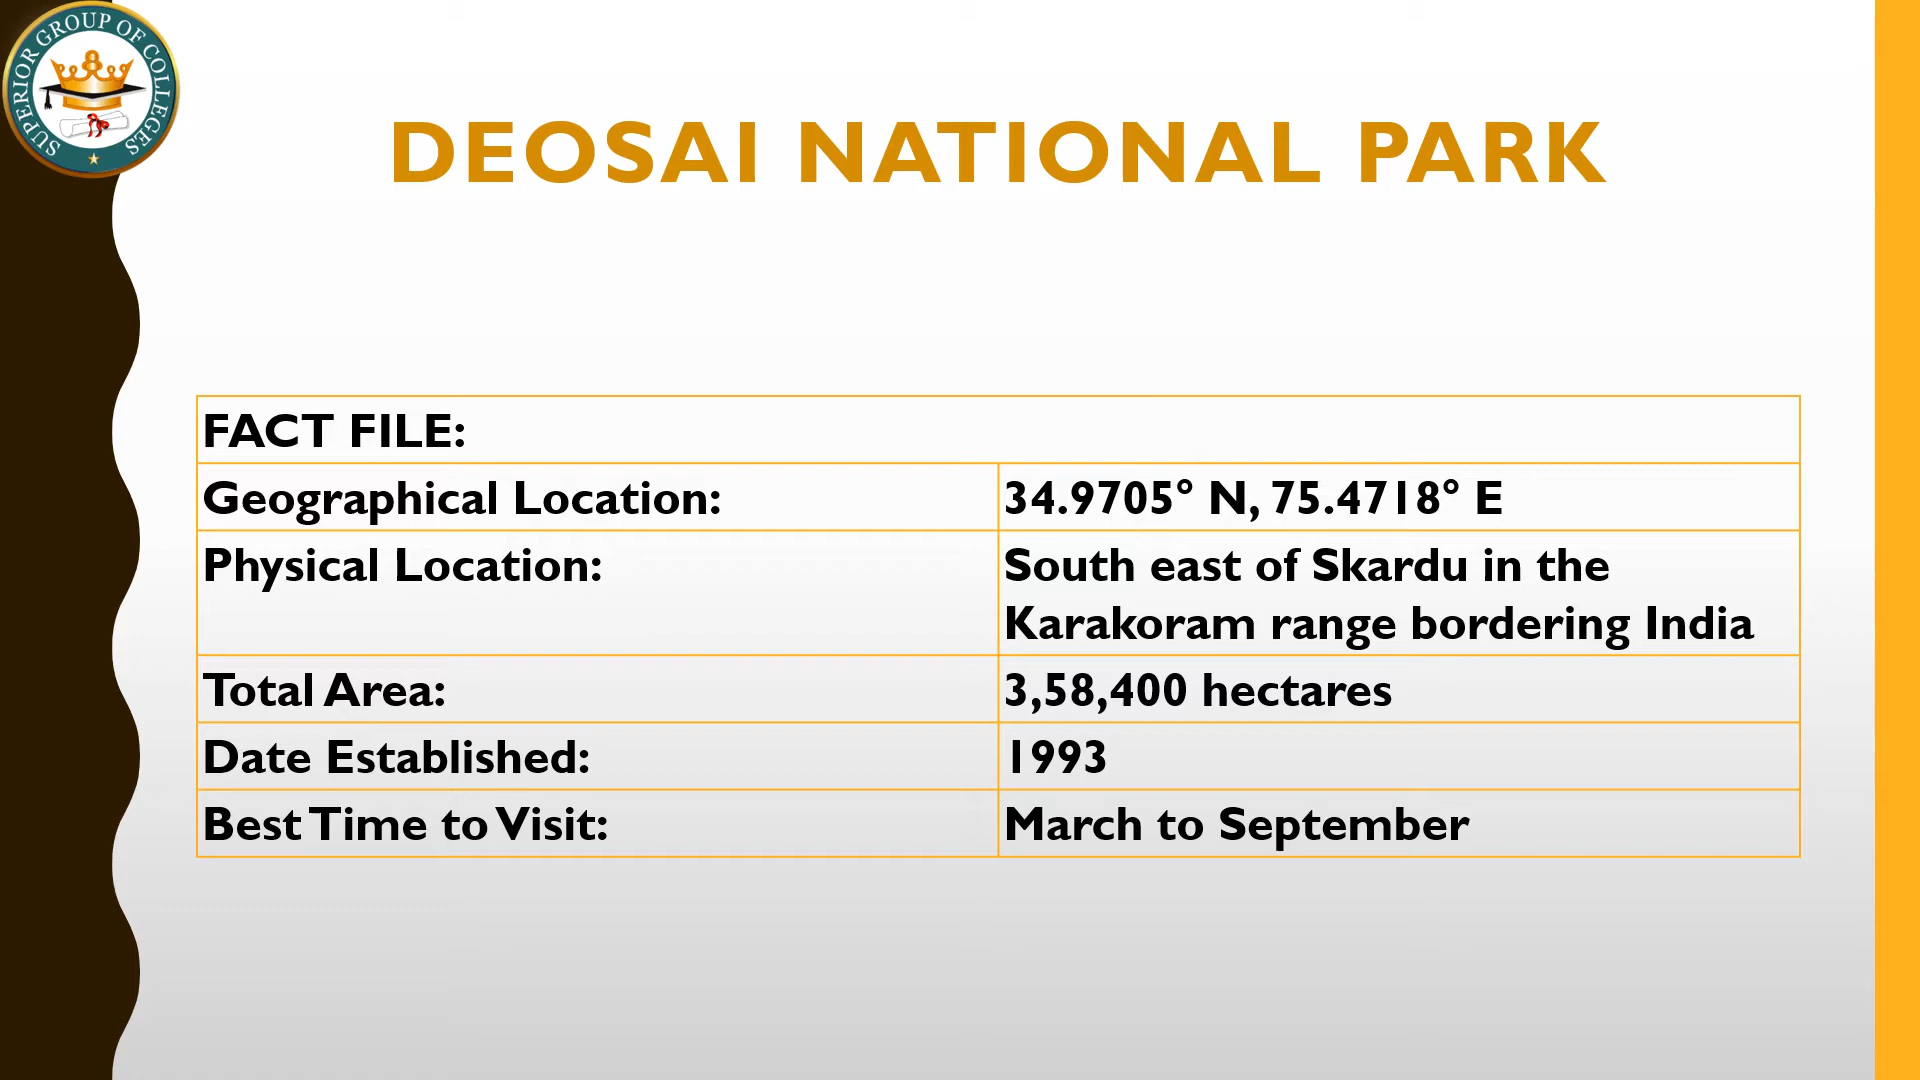 SUPERIOR GROUP OF COLLEGES
DEOSAI NATIONAL PARK
FACT FILE:
Geographical Location: 34.9705° N, 75.4718° E
Physical Location: South east of Skardu in the
Karakoram range bordering India
Total Area: 3,58,400 hectares
Date Established: 1993
Best Time to Visit: March to September